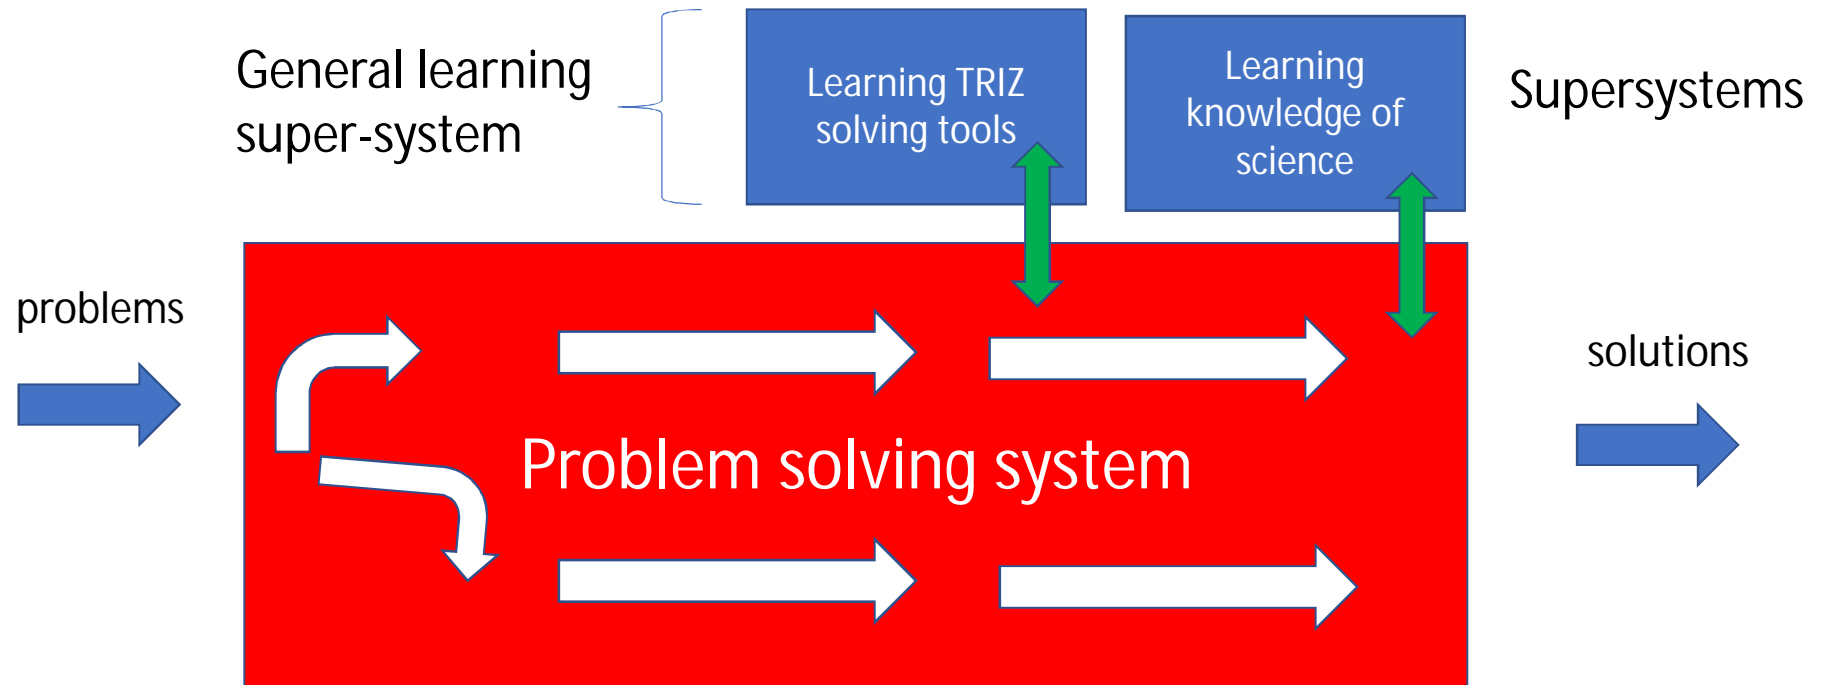 General learning
super-system
Learning TRIZ
solving tools
Learning
knowledge of
science
Supersystems
problems
Problem solving system
solutions